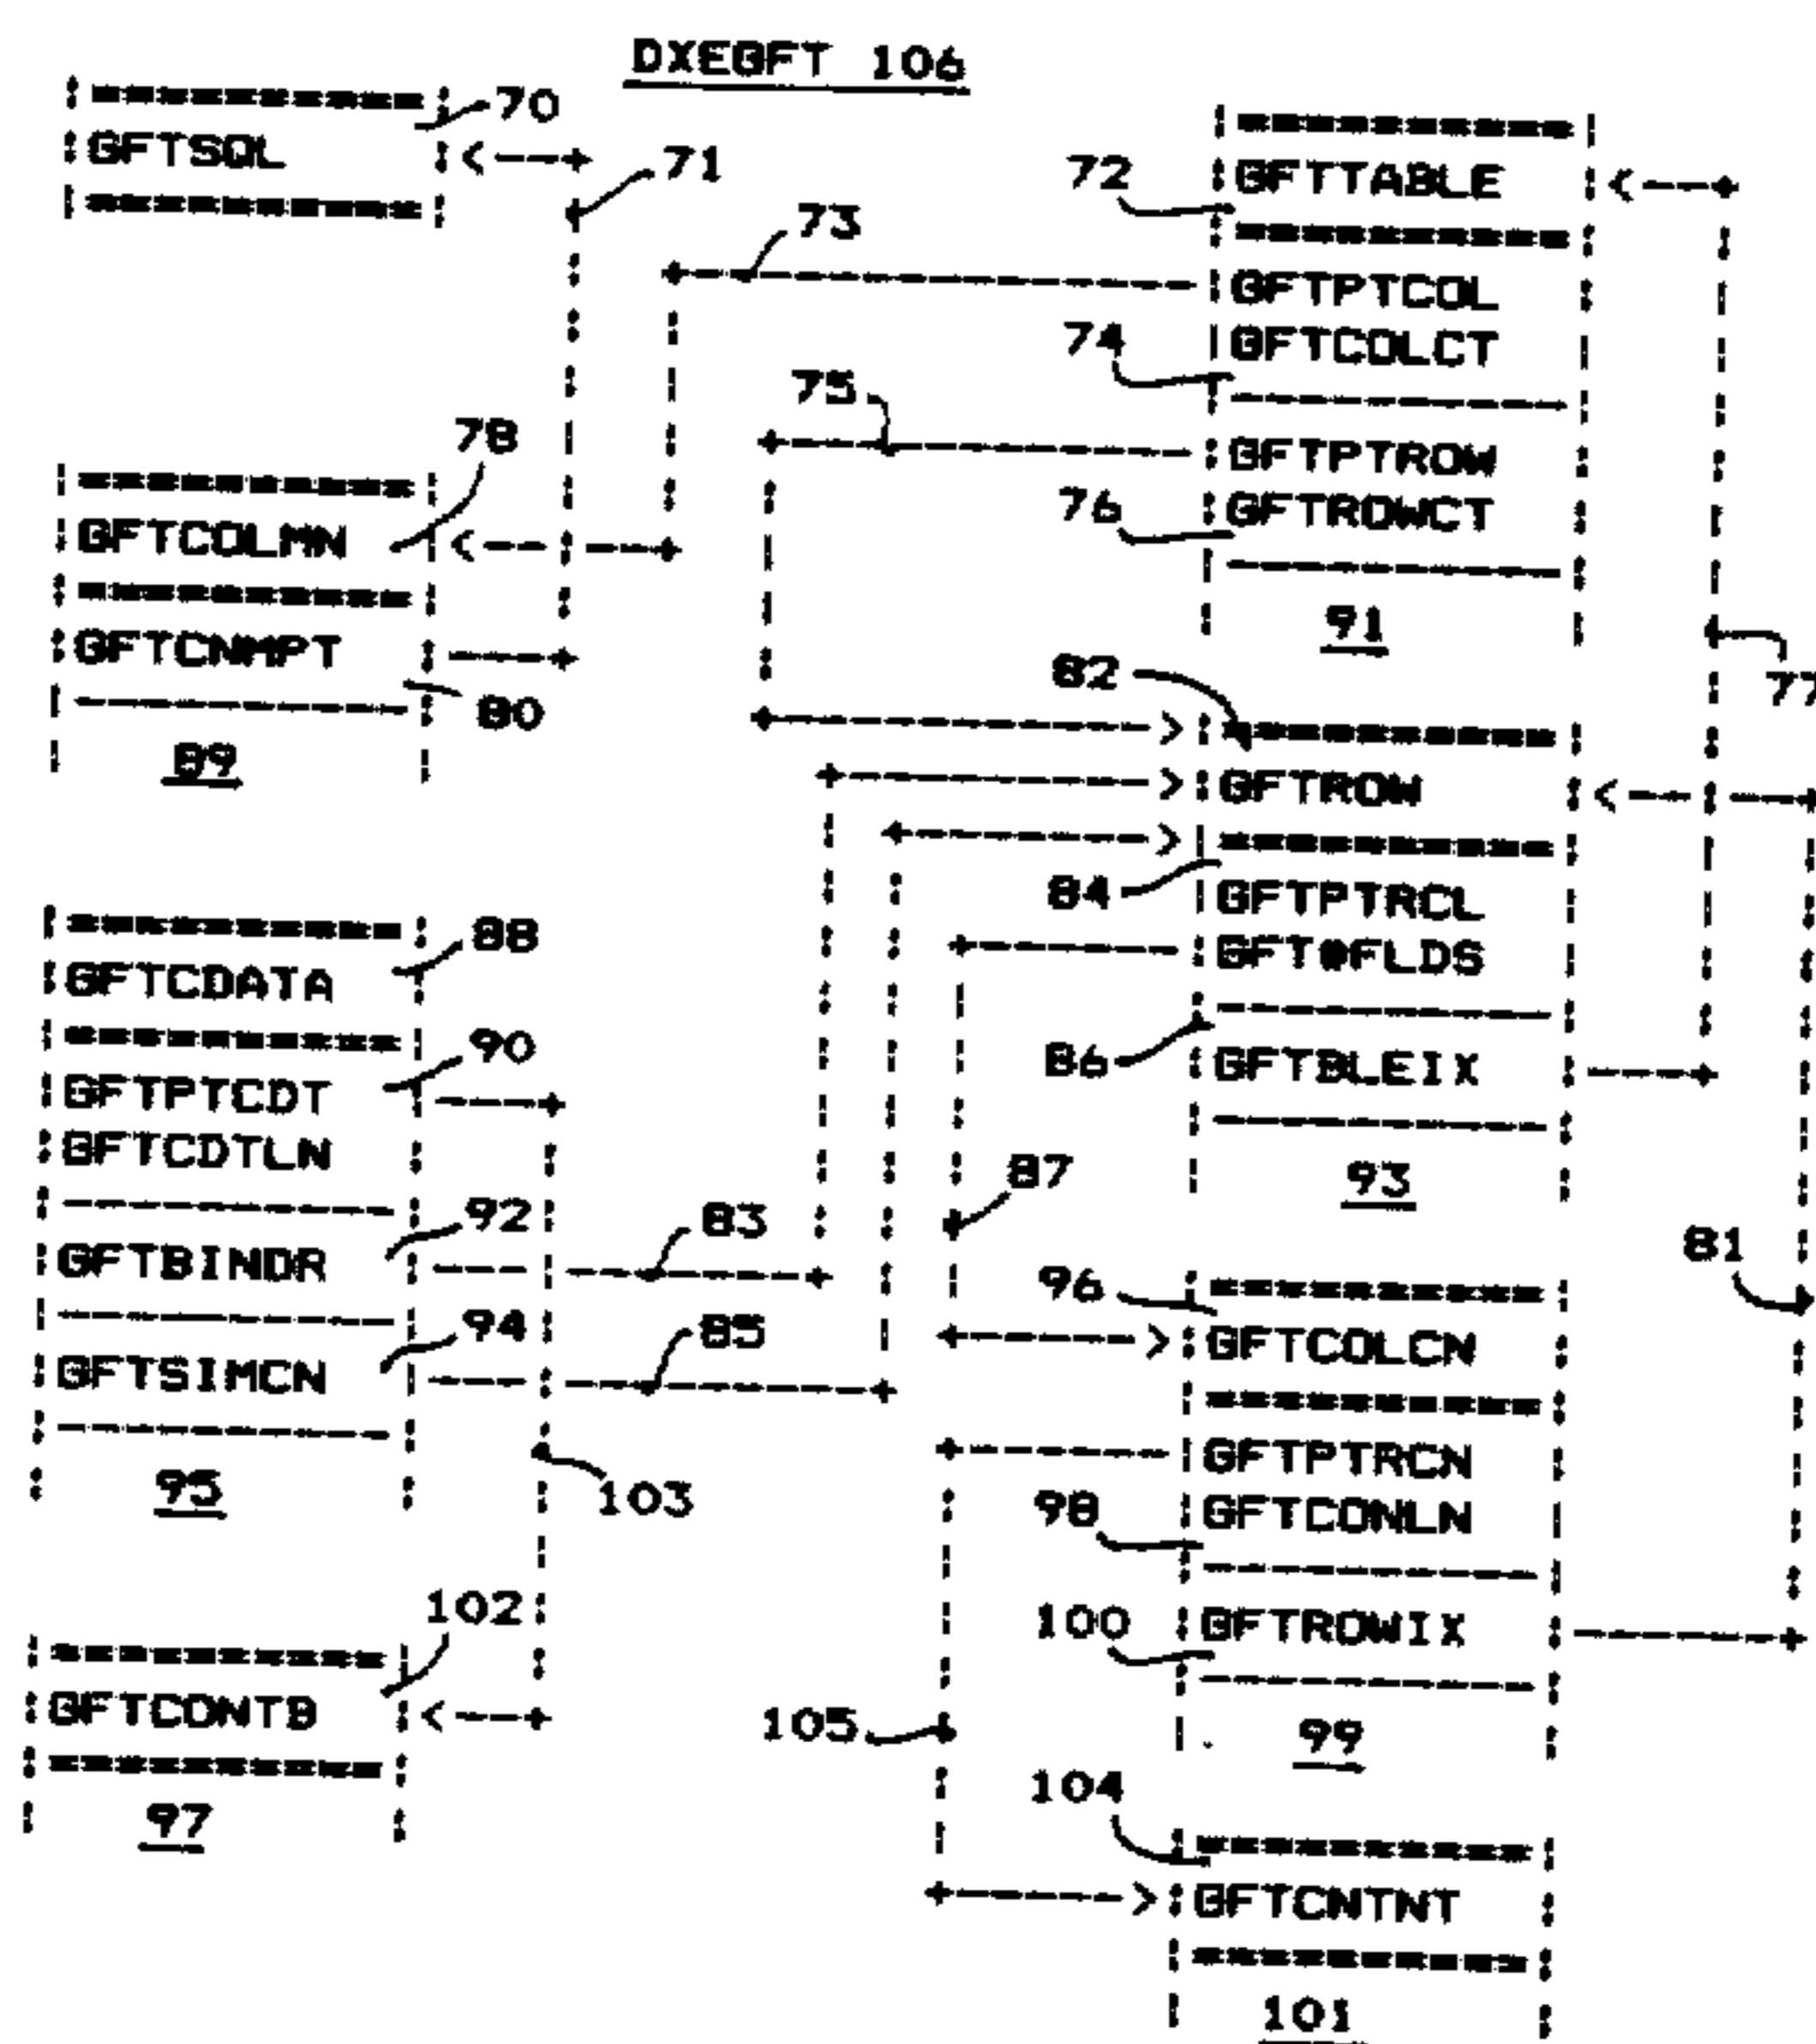 DXEGFT 106
70
GFTSQL
71
72
GFTTABLE
73
GFTPTCOL
74
GFTCOLCT
75
GFTPTROW
76
GFTROWCT
91
77
78
GFTCOLMN
GFTCNMPT
80
89
82
GFTROW
84
GFTPTRCL
GFT#FLDS
86
GFTBLEIX
93
88
GFTCDATA
90
GFTPTCDT
GFTCDTLN
92
GFTBINDR
83
94
GFTSIMCN
85
95
103
87
81
96
GFTCOLCN
GFTPTRCN
98
GFTCONLN
100
GFTROWIX
99
102
GFTCONTB
97
105
104
GFTCNTNT
101